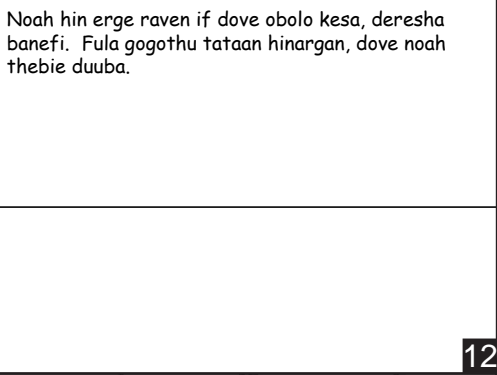 Noah hin erge raven if dove obolo kesa, deresha
banefi.  Fula gogothu tataan hinargan, dove noah
thebie duuba.
12